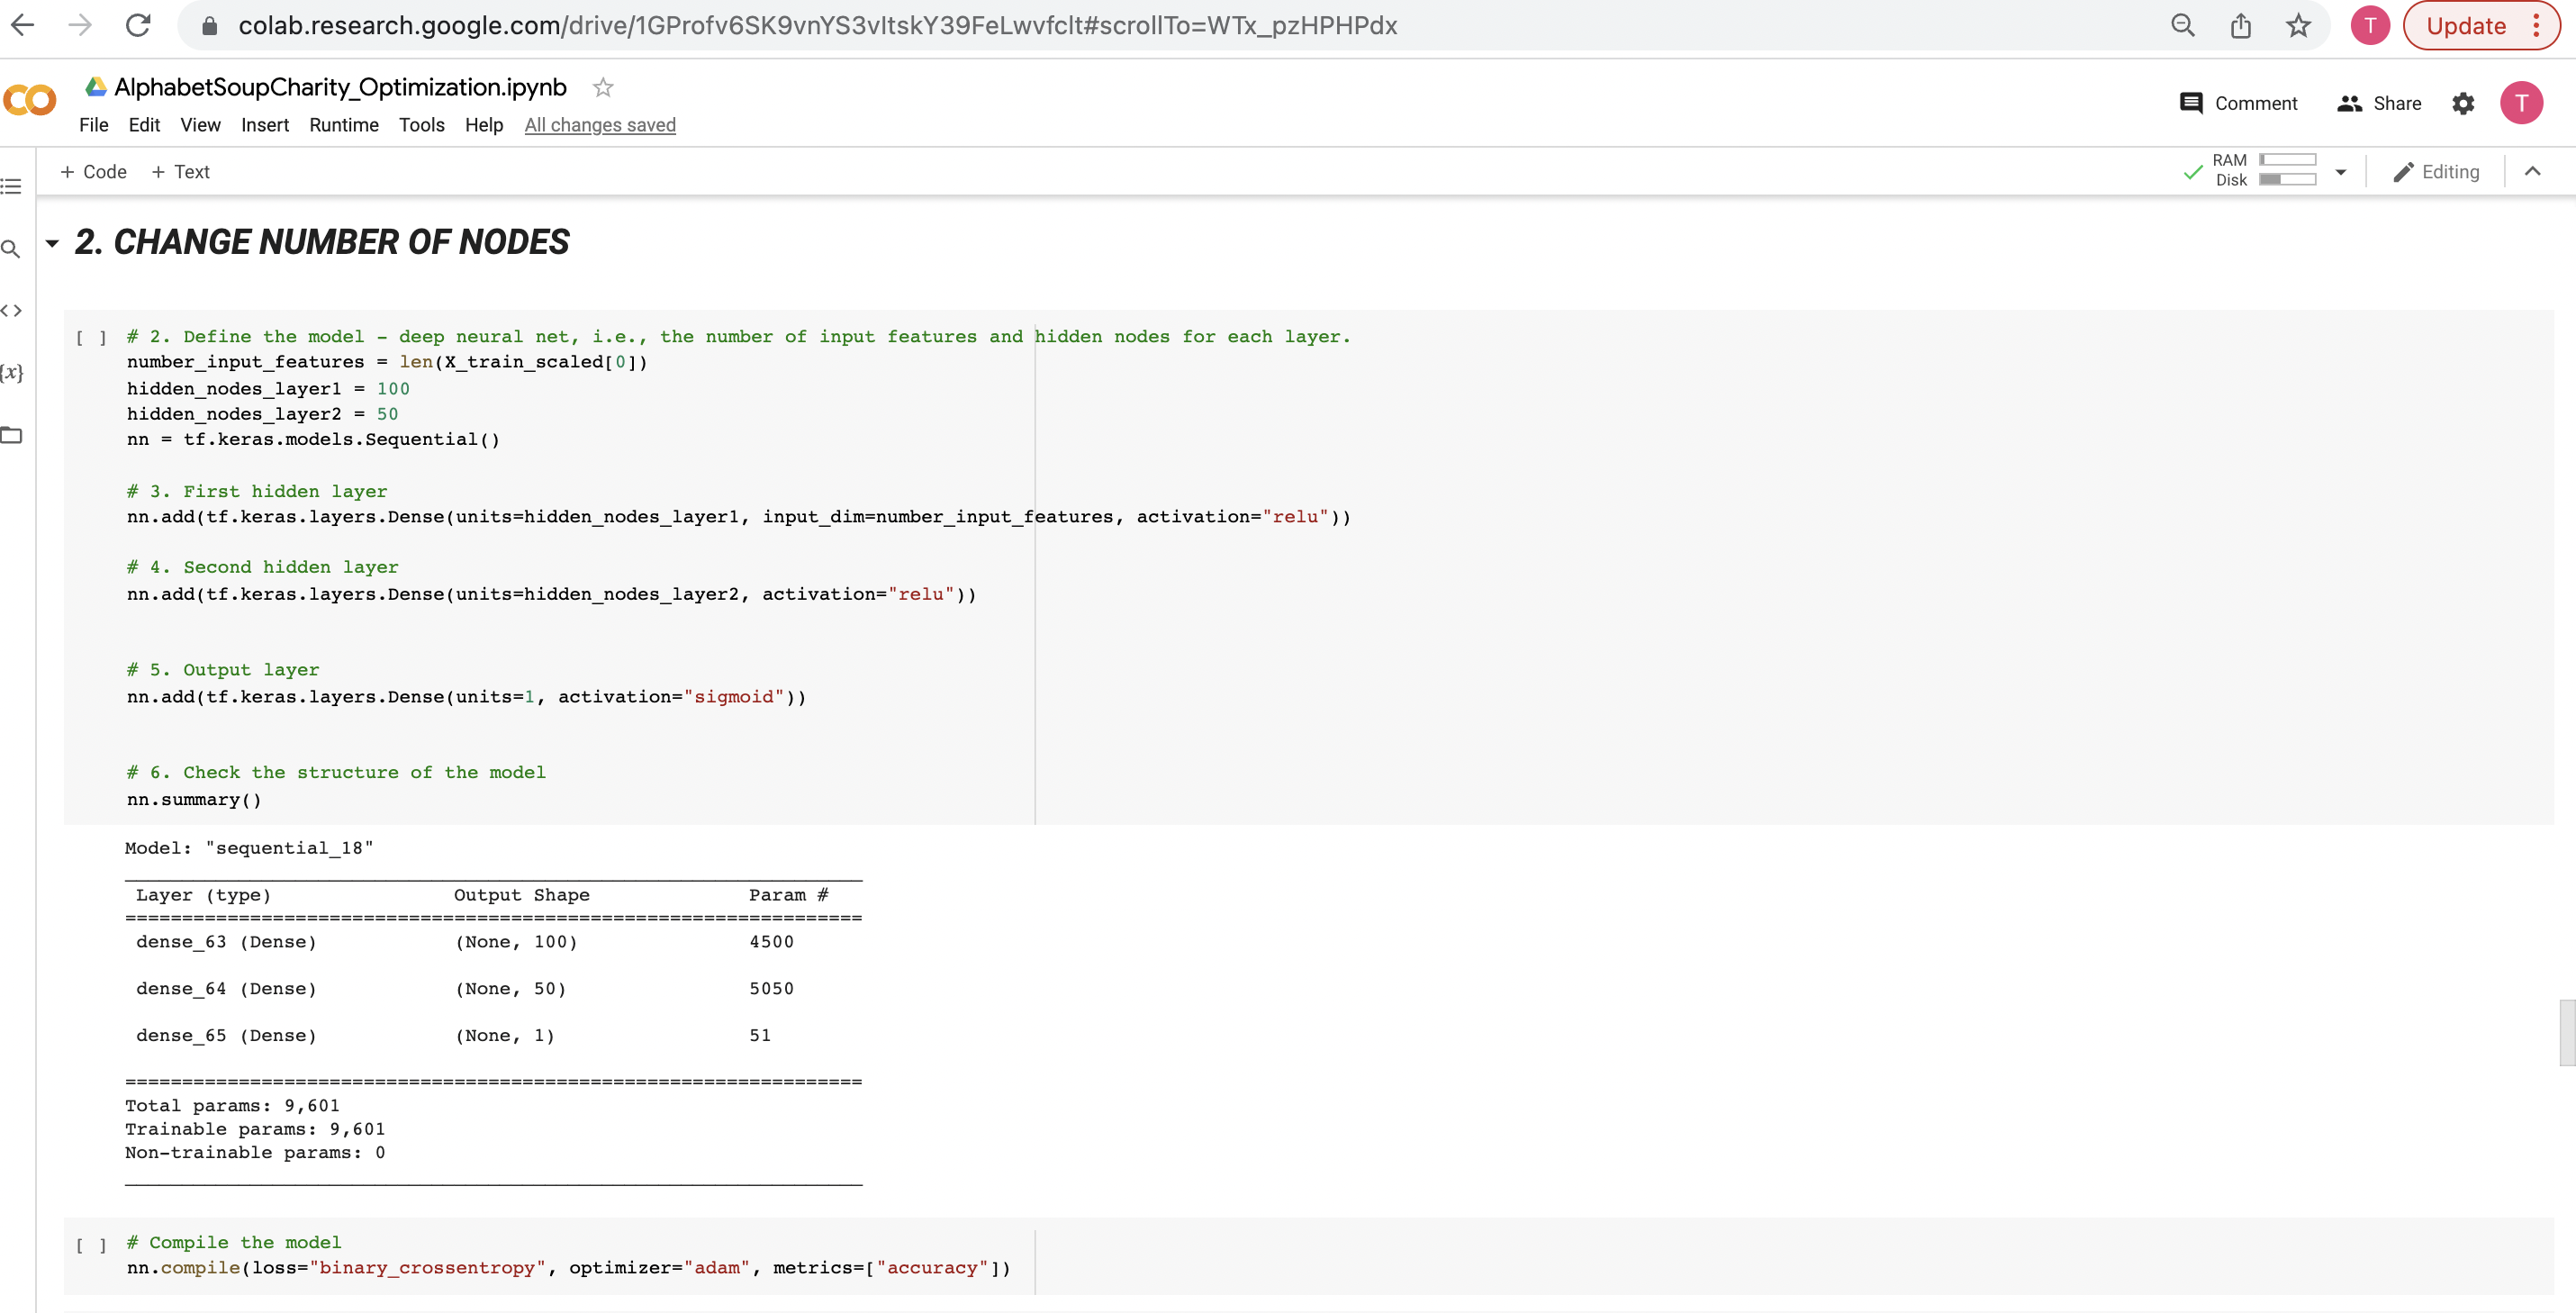 colab.research.google.com/drive/1GProfv6SK9vnYS3vItskY39FeLwvfclt#scrollTo=WTx_pzHPHPdx
T
Update
AlphabetSoupCharity_Optimization.ipynb
Comment
Share
T
File Edit View Insert Runtime Tools Help All changes saved
+ Code + Text
RAM
Disk
Editing
2. CHANGE NUMBER OF NODES
[ ] # 2. Define the model - deep neural net, i.e., the number of input features and hidden nodes for each layer.
number_input_features = len(X_train_scaled[0])
hidden_nodes_layer1 = 100
hidden_nodes_layer2 = 50
nn = tf.keras.models.Sequential()
# 3. First hidden layer
nn.add(tf.keras.layers.Dense(units=hidden_nodes_layer1, input_dim=number_input_features, activation="relu"))
# 4. Second hidden layer
nn.add(tf.keras.layers.Dense(units=hidden_nodes_layer2, activation="relu"))
# 5. Output layer
nn.add(tf.keras.layers.Dense(units=1, activation="sigmoid"))
# 6. Check the structure of the model
nn.summary()
Model: "sequential_18"
Layer (type) Output Shape Param #
=================================================================
dense_63 (Dense) (None, 100) 4500
dense_64 (Dense) (None, 50) 5050
dense_65 (Dense) (None, 1) 51
=================================================================
Total params: 9,601
Trainable params: 9,601
Non-trainable params: 0
[ ] # Compile the model
nn.compile(loss="binary_crossentropy", optimizer="adam", metrics=["accuracy"])